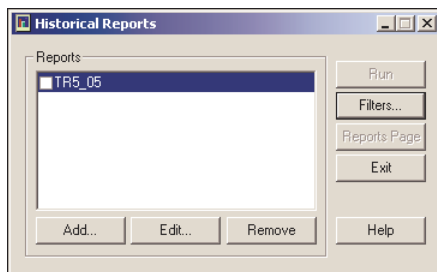 Historical Reports
Reports
TR5_05
Run
Filters...
Reports Page
Exit
Add...
Edit...
Remove
Help